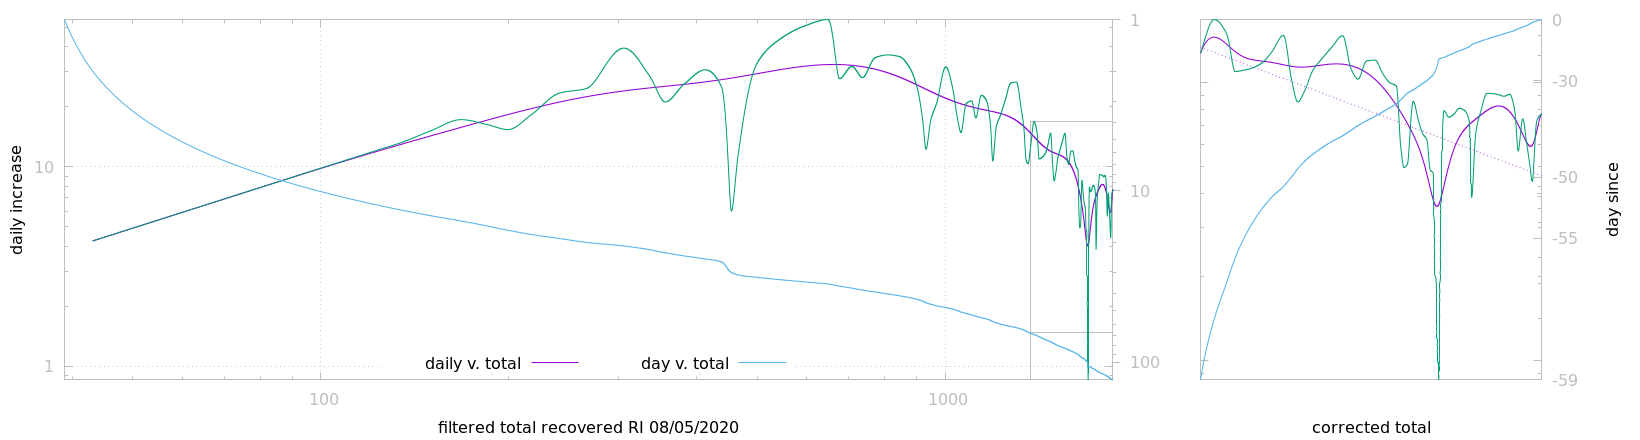 daily increase
10
1
100
1000
1
10
100
daily v. total
day v. total
filtered total recovered RI 08/05/2020
0
-30
-50
-55
-59
day since
corrected total